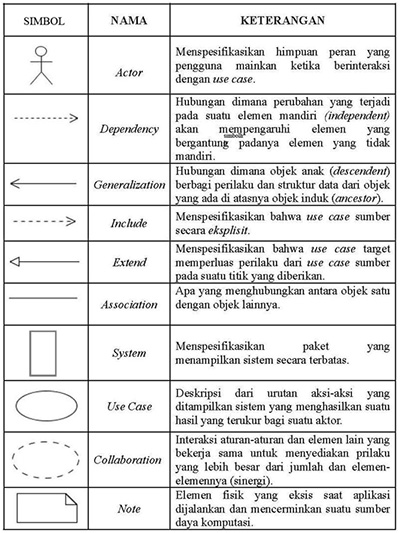 SIMBOL NAMA KETERANGAN
Actor
Menspesifikasikan himpuan peran yang
pengguna mainkan ketika berinteraksi
dengan use case.
Dependency
Hubungan dimana perubahan yang terjadi
pada suatu elemen mandiri (independent)
akan mempengaruhi elemen yang
bergantung padanya elemen yang tidak
mandiri.
Generalization
Hubungan dimana objek anak (descendent)
berbagi perilaku dan struktur data dari objek
yang ada di atasnya objek induk (ancestor).
Include
Menspesifikasikan bahwa use case sumber
secara eksplisit.
Extend
Menspesifikasikan bahwa use case target
memperluas perilaku dari use case sumber
pada suatu titik yang diberikan.
Association
Apa yang menghubungkan antara objek satu
dengan objek lainnya.
System
Menspesifikasikan paket yang
menampilkan sistem secara terbatas.
Use Case
Deskripsi dari urutan aksi-aksi yang
ditampilkan sistem yang menghasilkan suatu
hasil yang terukur bagi suatu aktor.
Collaboration
Interaksi aturan-aturan dan elemen lain yang
bekerja sama untuk menyediakan prilaku
yang lebih besar dari jumlah dan elemen-
elemennya (sinergi).
Note
Elemen fisik yang eksis saat aplikasi
dijalankan dan mencerminkan suatu sumber
daya komputasi.